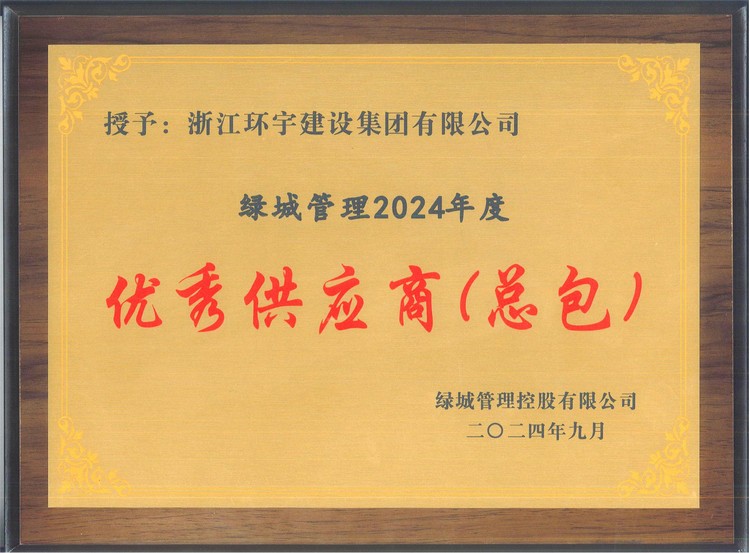 授予：浙江环宇建设集团有限公司
绿城管理2024年度
优秀供应商(总包)
绿城管理控股有限公司
二〇二四年九月